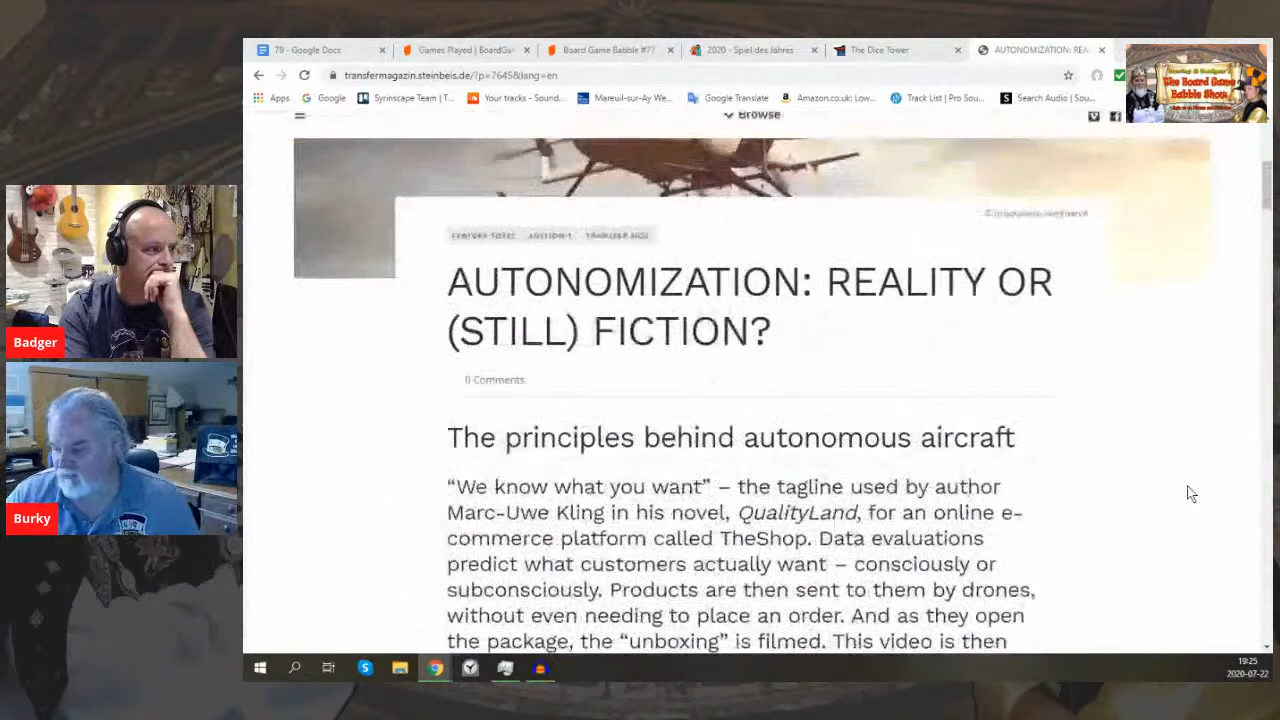 79 - Google Docs
Games Played | BoardGa
Board Game Babble #77
2020 - Spiel des Jahres
The Dice Tower
AUTONOMIZATION: REA
transfermagazin.steinbeis.de/?p=7645&lang=en
Apps
Google
Syrinscape Team | T...
Your tracks - Sound...
Mareuil-sur-Ay We...
Google Translate
Amazon.co.uk: Low...
Track List | Pro Sou...
Search Audio | Sou...
The Board Game
Babble Show
Browse
FEATURE TOPIC
EDITION 1
TRANSFER 2020
AUTONOMIZATION: REALITY OR
(STILL) FICTION?
0 Comments
The principles behind autonomous aircraft
“We know what you want” – the tagline used by author
Marc-Uwe Kling in his novel, QualityLand, for an online e-
commerce platform called TheShop. Data evaluations
predict what customers actually want – consciously or
subconsciously. Products are then sent to them by drones,
without even needing to place an order. And as they open
the package, the “unboxing” is filmed. This video is then
Badger
Burky
19:25
2020-07-22